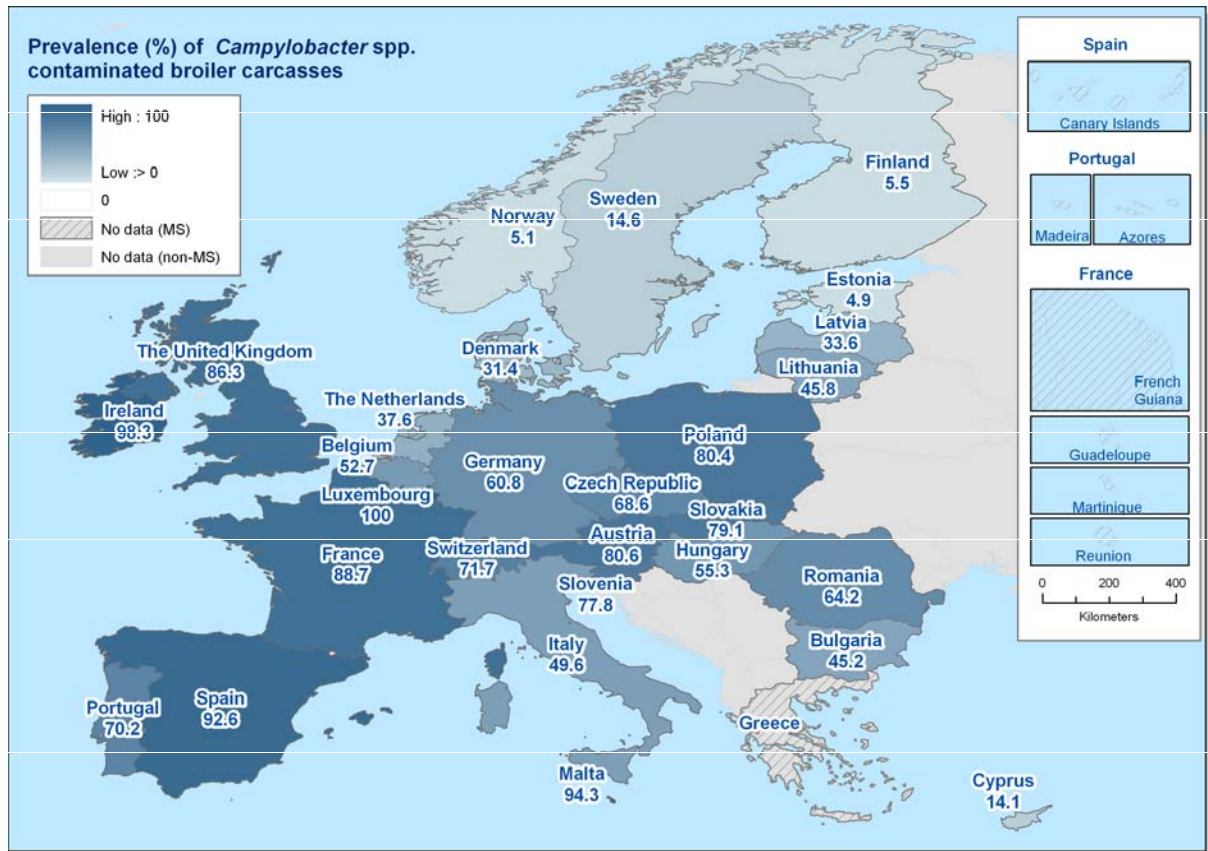 Prevalence (%) of Campylobacter spp.
contaminated broiler carcasses
High : 100
Low :> 0
0
No data (MS)
No data (non-MS)
Norway
5.1
Sweden
14.6
Finland
5.5
Estonia
4.9
Latvia
33.6
Lithuania
45.8
Denmark
31.4
The United Kingdom
86.3
Ireland
98.3
The Netherlands
37.6
Belgium
52.7
Luxembourg
100
Germany
60.8
Poland
80.4
Czech Republic
68.6
Slovakia
79.1
Austria
80.6
Hungary
55.3
France
88.7
Switzerland
71.7
Slovenia
77.8
Romania
64.2
Italy
49.6
Bulgaria
45.2
Portugal
70.2
Spain
92.6
Greece
Malta
94.3
Cyprus
14.1
Spain
Canary Islands
Portugal
Madeira
Azores
France
French
Guiana
Guadeloupe
Martinique
Reunion
0 200 400
Kilometers